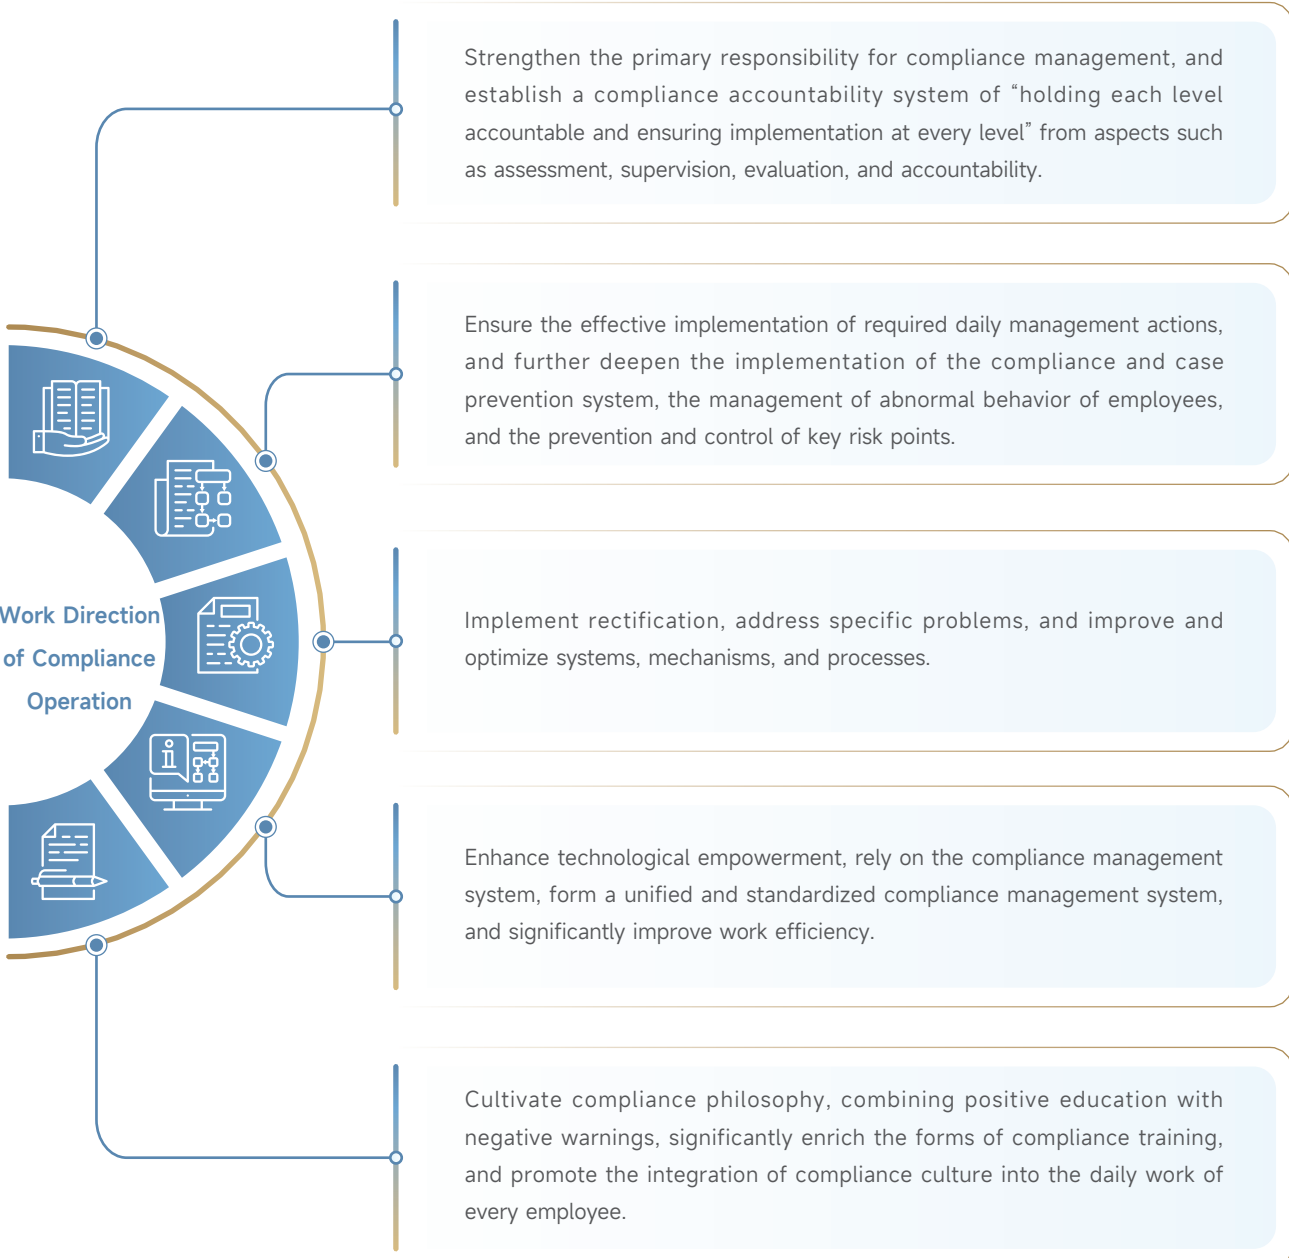 Strengthen the primary responsibility for compliance management, and
establish a compliance accountability system of “holding each level
accountable and ensuring implementation at every level” from aspects such
as assessment, supervision, evaluation, and accountability.
Ensure the effective implementation of required daily management actions,
and further deepen the implementation of the compliance and case
prevention system, the management of abnormal behavior of employees,
and the prevention and control of key risk points.
Work Direction
of Compliance
Operation
Implement rectification, address specific problems, and improve and
optimize systems, mechanisms, and processes.
Enhance technological empowerment, rely on the compliance management
system, form a unified and standardized compliance management system,
and significantly improve work efficiency.
Cultivate compliance philosophy, combining positive education with
negative warnings, significantly enrich the forms of compliance training,
and promote the integration of compliance culture into the daily work of
every employee.